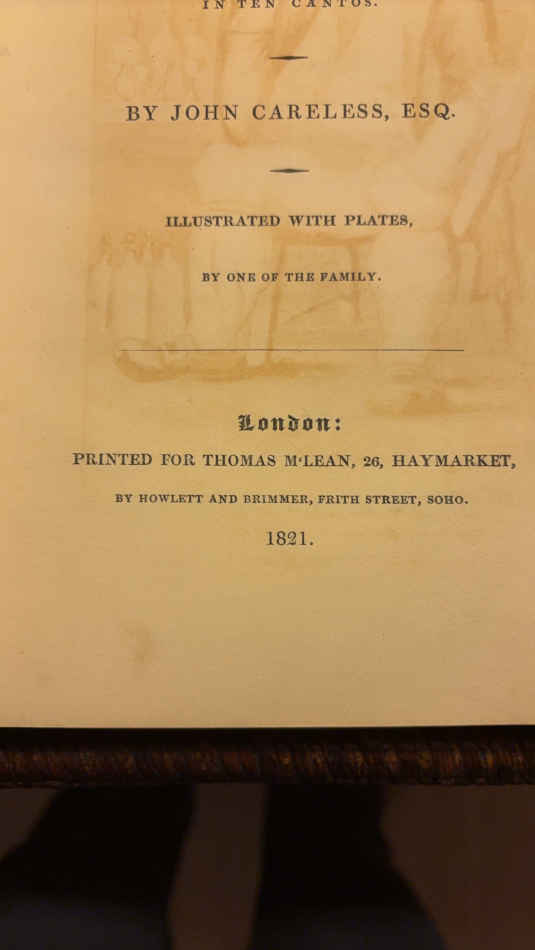 IN TEN CANTOS.
BY JOHN CARELESS, ESQ.
ILLUSTRATED WITH PLATES,
BY ONE OF THE FAMILY.
London:
PRINTED FOR THOMAS M‘LEAN, 26, HAYMARKET,
BY HOWLETT AND BRIMMER, FRITH STREET, SOHO.
1821.